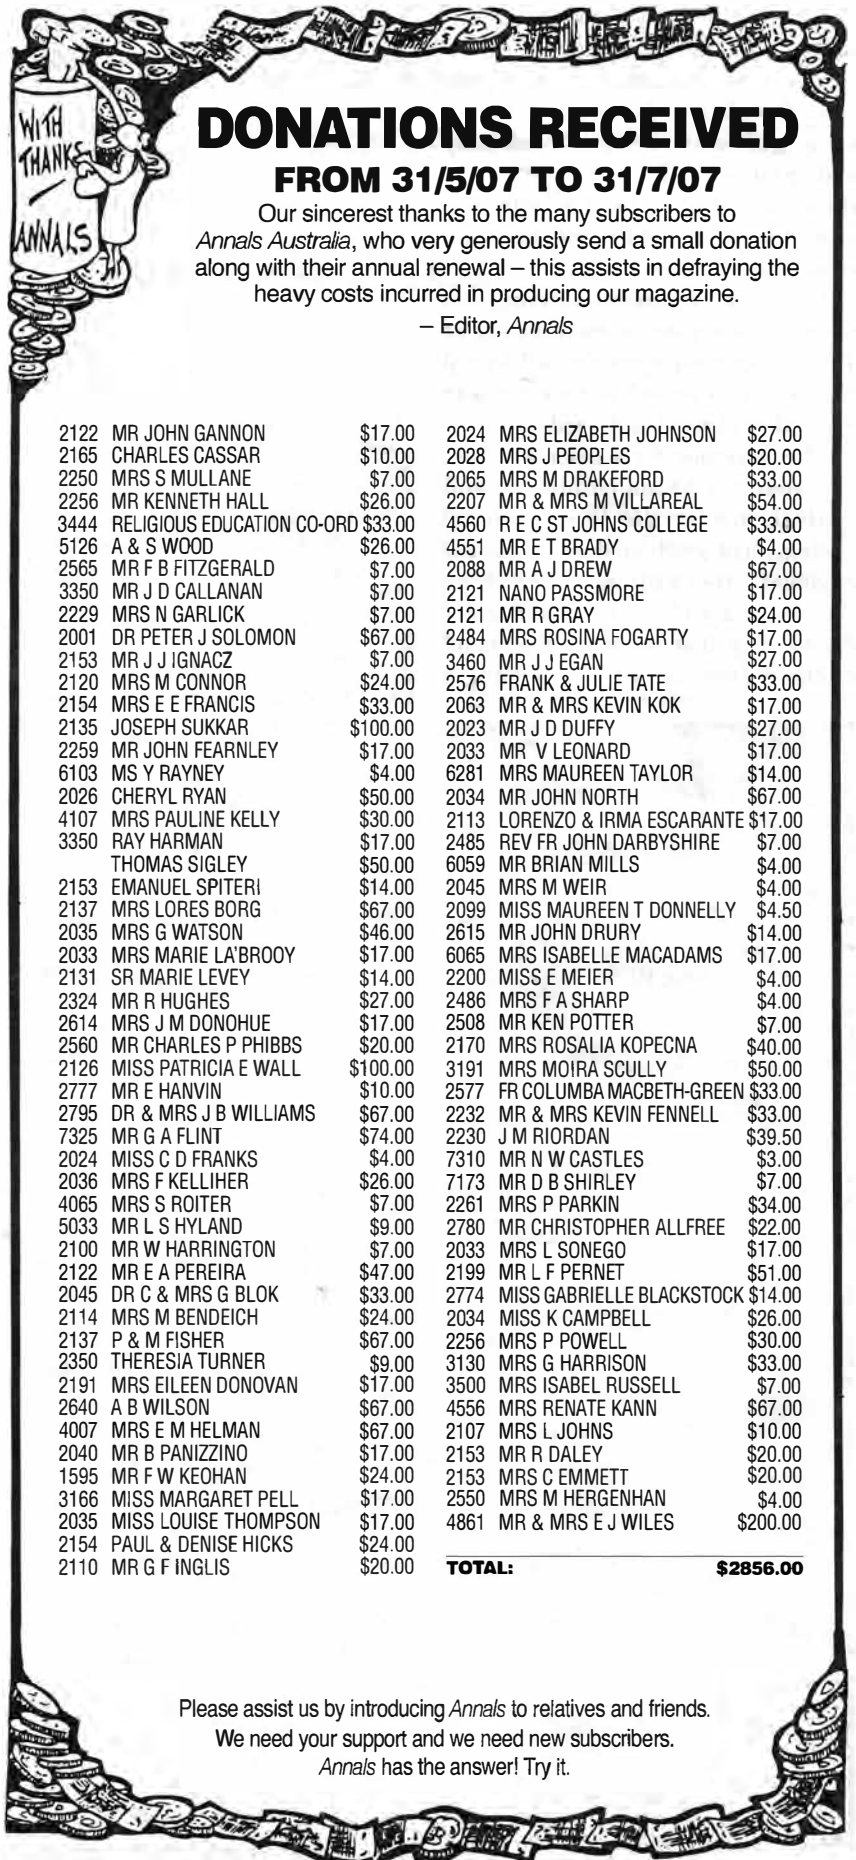 WITH
THANKS
–
ANNALS
DONATIONS RECEIVED
FROM 31/5/07 TO 31/7/07
Our sincerest thanks to the many subscribers to
Annals Australia, who very generously send a small donation
along with their annual renewal – this assists in defraying the
heavy costs incurred in producing our magazine.
– Editor, Annals
2122 MR JOHN GANNON $17.00
2165 CHARLES CASSAR $10.00
2250 MRS S MULLANE $7.00
2256 MR KENNETH HALL $26.00
3444 RELIGIOUS EDUCATION CO-ORD $33.00
5126 A & S WOOD $26.00
2565 MR F B FITZGERALD $7.00
3350 MR J D CALLANAN $7.00
2229 MRS N GARLICK $7.00
2001 DR PETER J SOLOMON $67.00
2153 MR J J IGNACZ $7.00
2120 MRS M CONNOR $24.00
2154 MRS E E FRANCIS $33.00
2135 JOSEPH SUKKAR $100.00
2259 MR JOHN FEARNLEY $17.00
6103 MS Y RAYNEY $4.00
2026 CHERYL RYAN $50.00
4107 MRS PAULINE KELLY $30.00
3350 RAY HARMAN $17.00
THOMAS SIGLEY $50.00
2153 EMANUEL SPITERI $14.00
2137 MRS LORES BORG $67.00
2035 MRS G WATSON $46.00
2033 MRS MARIE LA'BROOY $17.00
2131 SR MARIE LEVEY $14.00
2324 MR R HUGHES $27.00
2614 MRS J M DONOHUE $17.00
2560 MR CHARLES P PHIBBS $20.00
2126 MISS PATRICIA E WALL $100.00
2777 MR E HANVIN $10.00
2795 DR & MRS J B WILLIAMS $67.00
7325 MR G A FLINT $74.00
2024 MISS C D FRANKS $4.00
2036 MRS F KELLIHER $26.00
4065 MRS S ROITER $7.00
5033 MR L S HYLAND $9.00
2100 MR W HARRINGTON $7.00
2122 MR E A PEREIRA $47.00
2045 DR C & MRS G BLOK $33.00
2114 MRS M BENDEICH $24.00
2137 P & M FISHER $67.00
2350 THERESIA TURNER $9.00
2191 MRS EILEEN DONOVAN $17.00
2640 A B WILSON $67.00
4007 MRS E M HELMAN $67.00
2040 MR B PANIZZINO $17.00
1595 MR F W KEOHAN $24.00
3166 MISS MARGARET PELL $17.00
2035 MISS LOUISE THOMPSON $17.00
2154 PAUL & DENISE HICKS $24.00
2110 MR G F INGLIS $20.00
2024 MRS ELIZABETH JOHNSON $27.00
2028 MRS J PEOPLES $20.00
2065 MRS M DRAKEFORD $33.00
2207 MR & MRS M VILLAREAL $54.00
4560 R E C ST JOHNS COLLEGE $33.00
4551 MR E T BRADY $4.00
2088 MR A J DREW $67.00
2121 NANO PASSMORE $17.00
2121 MR R GRAY $24.00
2484 MRS ROSINA FOGARTY $17.00
3460 MR J J EGAN $27.00
2576 FRANK & JULIE TATE $33.00
2063 MR & MRS KEVIN KOK $17.00
2023 MR J D DUFFY $27.00
2033 MR V LEONARD $17.00
6281 MRS MAUREEN TAYLOR $14.00
2034 MR JOHN NORTH $67.00
2113 LORENZO & IRMA ESCARANTE $17.00
2485 REV FR JOHN DARBYSHIRE $7.00
6059 MR BRIAN MILLS $4.00
2045 MRS M WEIR $4.00
2099 MISS MAUREEN T DONNELLY $4.50
2615 MR JOHN DRURY $14.00
6065 MRS ISABELLE MACADAMS $17.00
2200 MISS E MEIER $4.00
2486 MRS F A SHARP $4.00
2508 MR KEN POTTER $7.00
2170 MRS ROSALIA KOPECNA $40.00
3191 MRS MOIRA SCULLY $50.00
2577 FR COLUMBA MACBETH-GREEN $33.00
2232 MR & MRS KEVIN FENNELL $33.00
2230 J M RIORDAN $39.50
7310 MR N W CASTLES $3.00
7173 MR D B SHIRLEY $7.00
2261 MRS P PARKIN $34.00
2780 MR CHRISTOPHER ALLFREE $22.00
2033 MRS L SONEGO $17.00
2199 MR L F PERNET $51.00
2774 MISS GABRIELLE BLACKSTOCK $14.00
2034 MISS K CAMPBELL $26.00
2256 MRS P POWELL $30.00
3130 MRS G HARRISON $33.00
3500 MRS ISABEL RUSSELL $7.00
4556 MRS RENATE KANN $67.00
2107 MRS L JOHNS $10.00
2153 MR R DALEY $20.00
2153 MRS C EMMETT $20.00
2550 MRS M HERGENHAN $4.00
4861 MR & MRS E J WILES $200.00
TOTAL: $2856.00
Please assist us by introducing Annals to relatives and friends.
We need your support and we need new subscribers.
Annals has the answer! Try it.